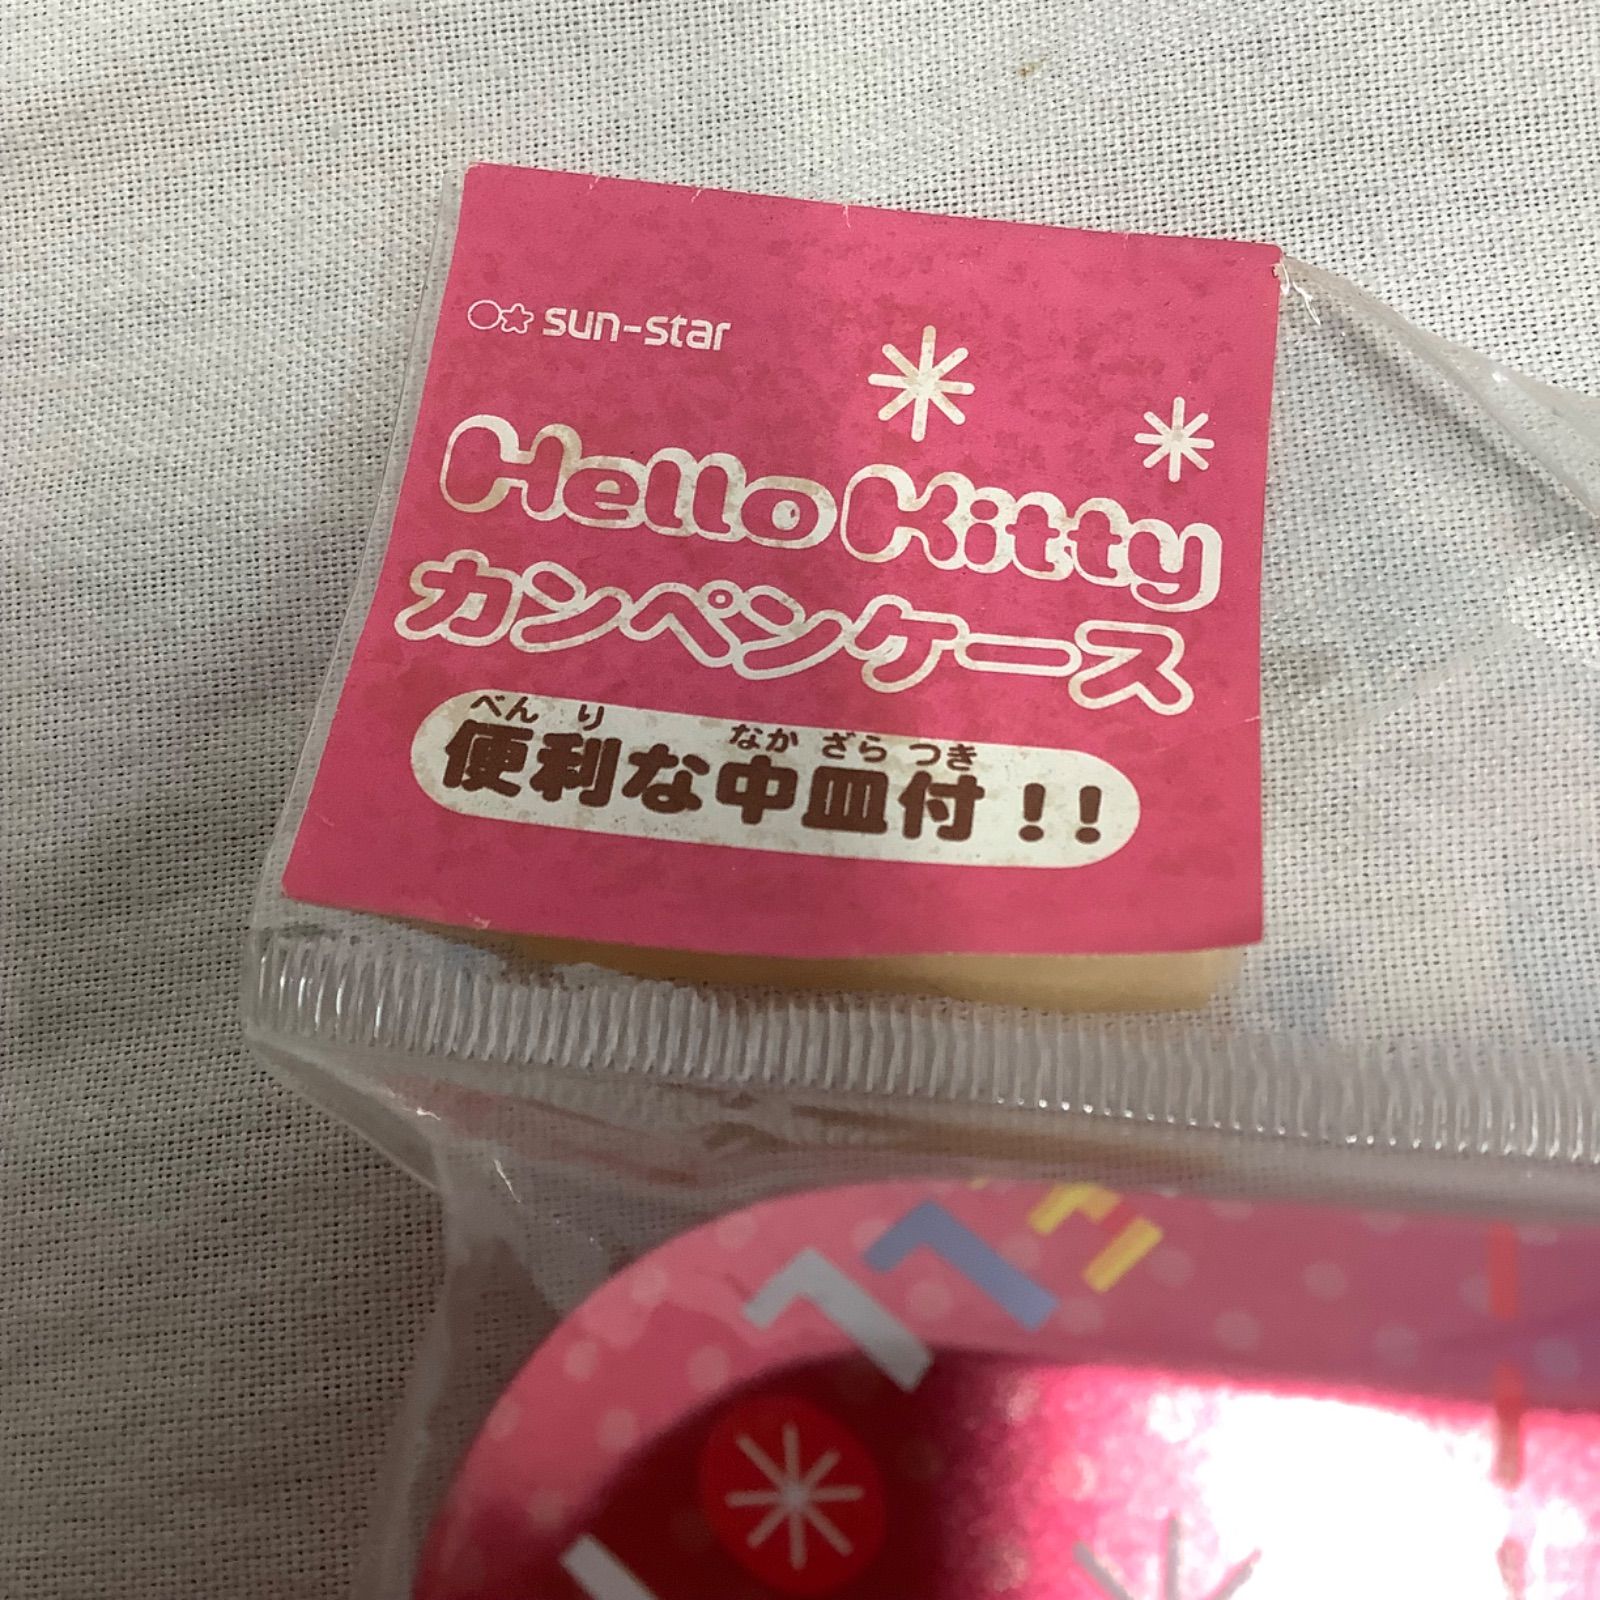 sun-star
Hello Kitty
カンペンケース
べんり なかざらつき
便利な中皿付!!